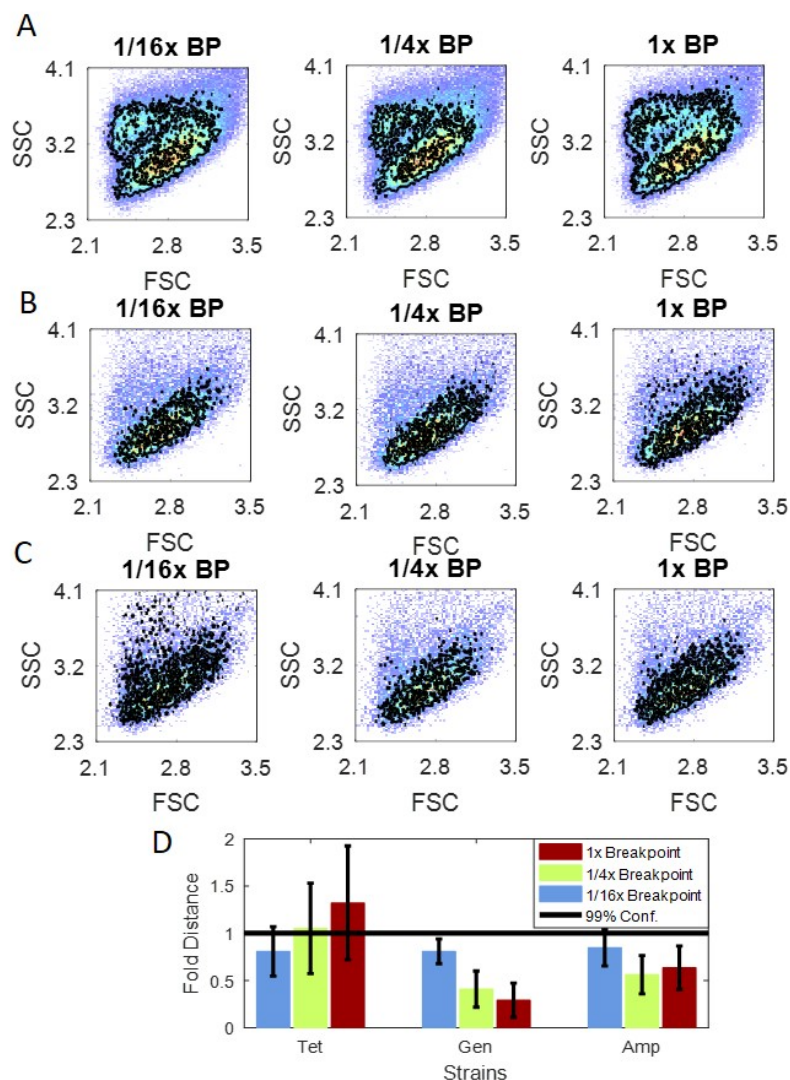 A
1/16x BP 1/4x BP 1x BP
4.1 4.1 4.1
SSC SSC SSC
3.2 3.2 3.2
2.3 2.3 2.3
2.1 2.8 3.5 2.1 2.8 3.5 2.1 2.8 3.5
FSC FSC FSC
B
1/16x BP 1/4x BP 1x BP
4.1 4.1 4.1
SSC SSC SSC
3.2 3.2 3.2
2.3 2.3 2.3
2.1 2.8 3.5 2.1 2.8 3.5 2.1 2.8 3.5
FSC FSC FSC
C
1/16x BP 1/4x BP 1x BP
4.1 4.1 4.1
SSC SSC SSC
3.2 3.2 3.2
2.3 2.3 2.3
2.1 2.8 3.5 2.1 2.8 3.5 2.1 2.8 3.5
FSC FSC FSC
D
Fold Distance
2
1.5
1
0.5
0
1x Breakpoint
1/4x Breakpoint
1/16x Breakpoint
99% Conf.
Tet Gen Amp
Strains